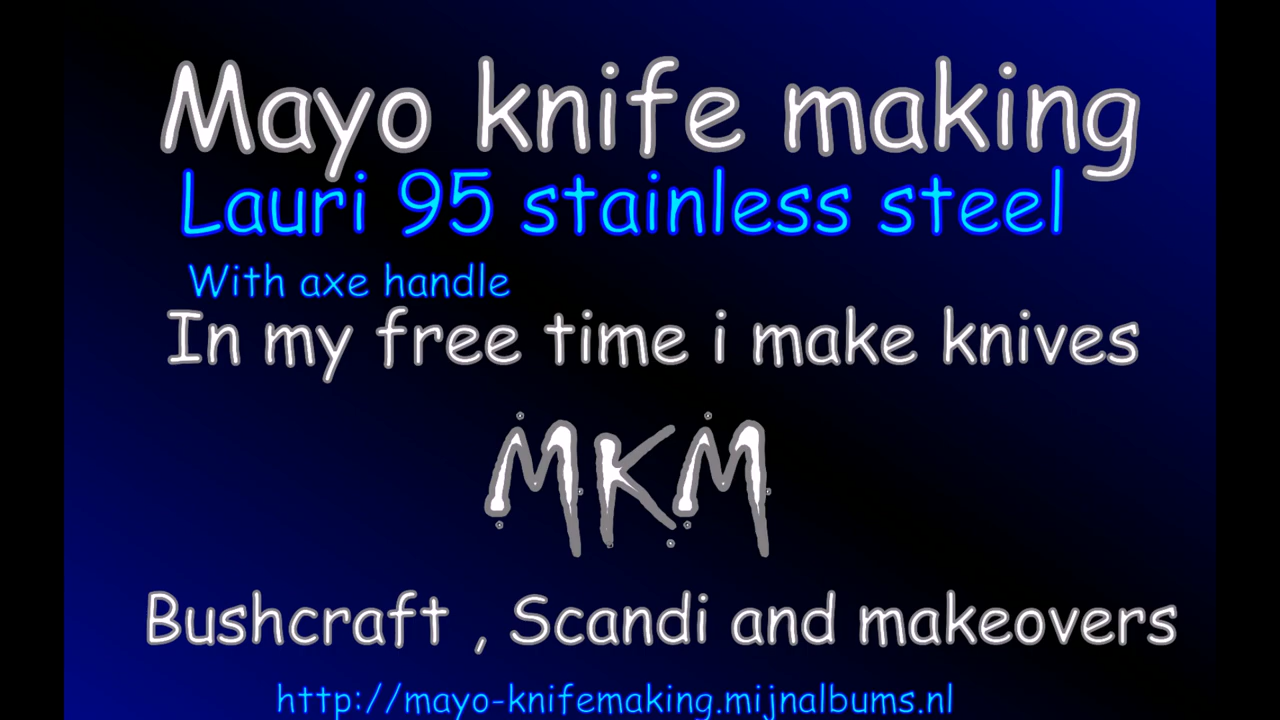 Mayo knife making
Lauri 95 stainless steel
With axe handle
In my free time i make knives
MKM
Bushcraft , Scandi and makeovers
http://mayo-knifemaking.mijnalbums.nl